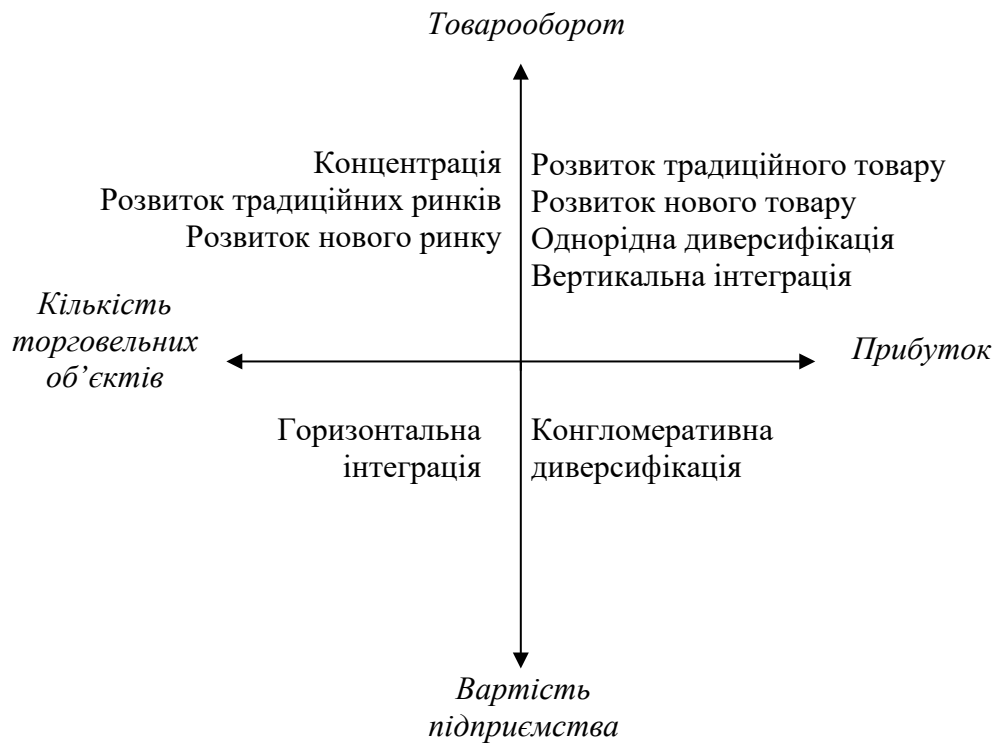 Товарооборот
Концентрація
Розвиток традиційних ринків
Розвиток нового ринку
Розвиток традиційного товару
Розвиток нового товару
Однорідна диверсифікація
Вертикальна інтеграція
Кількість
торговельних
об’єктів
Прибуток
Горизонтальна
інтеграція
Конгломеративна
диверсифікація
Вартість
підприємства